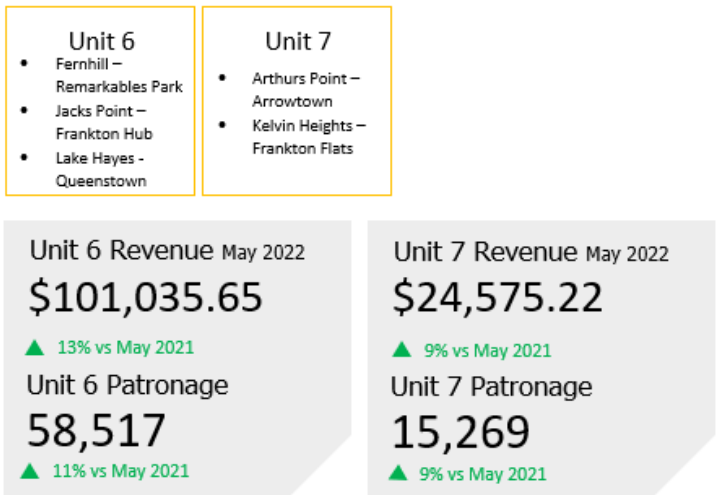 Unit 6
• Fernhill –
Remarkables Park
• Jacks Point –
Frankton Hub
• Lake Hayes -
Queenstown
Unit 7
• Arthurs Point –
Arrowtown
• Kelvin Heights –
Frankton Flats
Unit 6 Revenue May 2022
$101,035.65
13% vs May 2021
Unit 6 Patronage
58,517
11% vs May 2021
Unit 7 Revenue May 2022
$24,575.22
9% vs May 2021
Unit 7 Patronage
15,269
9% vs May 2021